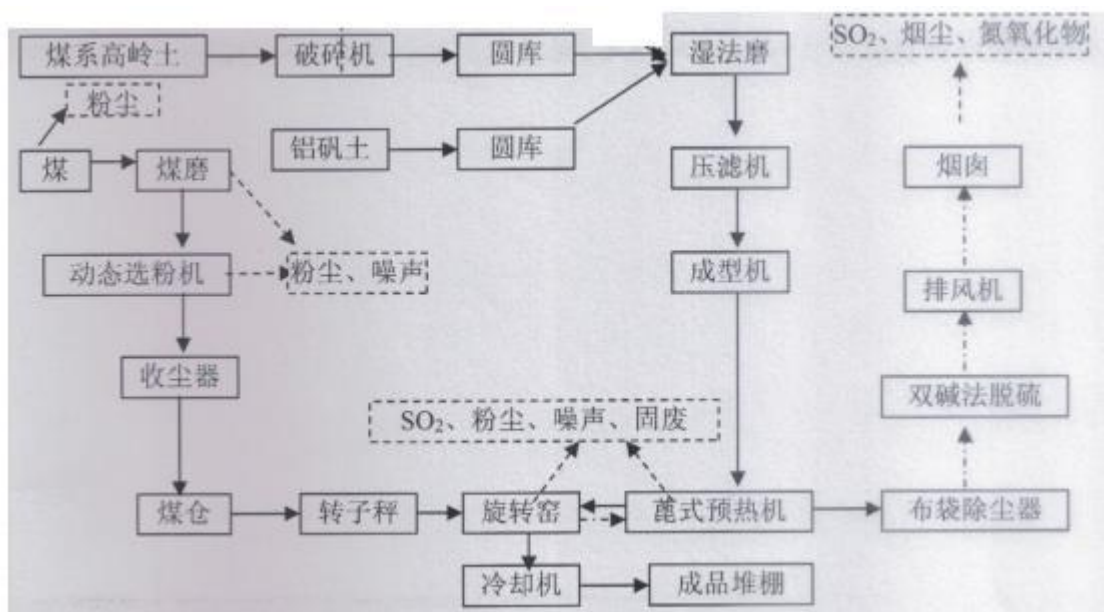 煤系高岭土 破碎机 圆库 湿法磨 SO₂、烟尘、氮氧化物
粉尘
煤 煤磨 铝矾土 圆库 压滤机 烟囱
动态选粉机 粉尘、噪声 成型机 排风机
收尘器 双碱法脱硫
SO₂、粉尘、噪声、固废
煤仓 转子秤 旋转窑 蓖式预热机 布袋除尘器
冷却机 成品堆棚